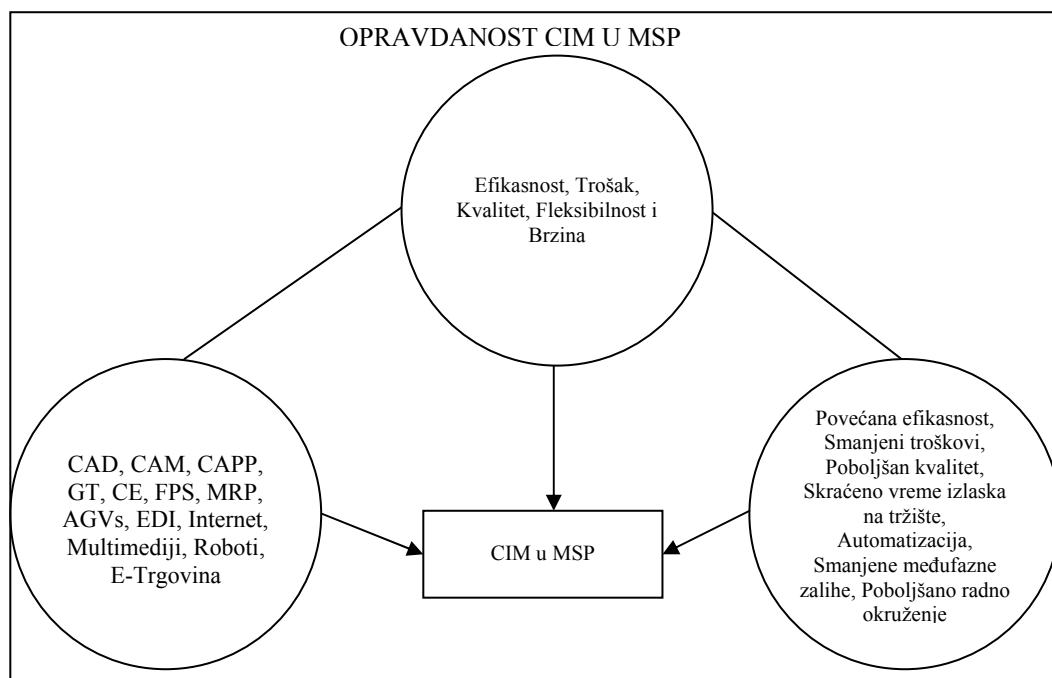 OPRAVDANOST CIM U MSP
Efikasnost, Trošak,
Kvalitet, Fleksibilnost i
Brzina
CAD, CAM, CAPP,
GT, CE, FPS, MRP,
AGVs, EDI, Internet,
Multimediji, Roboti,
E-Trgovina
CIM u MSP
Povećana efikasnost,
Smanjeni troškovi,
Poboljšan kvalitet,
Skraćeno vreme izlaska
na tržište,
Automatizacija,
Smanjene međufazne
zalihe, Poboljšano radno
okruženje